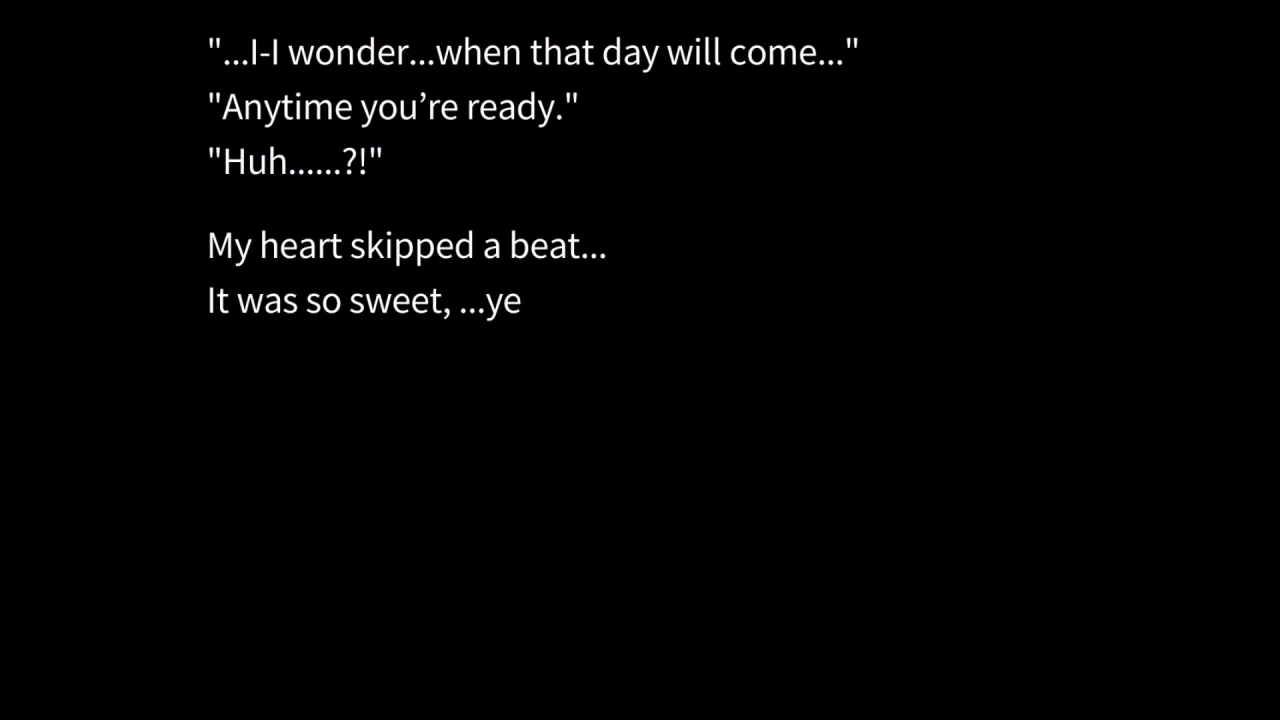 "...I-I wonder...when that day will come..."
"Anytime you’re ready."
"Huh......?!"
My heart skipped a beat...
It was so sweet, ...ye